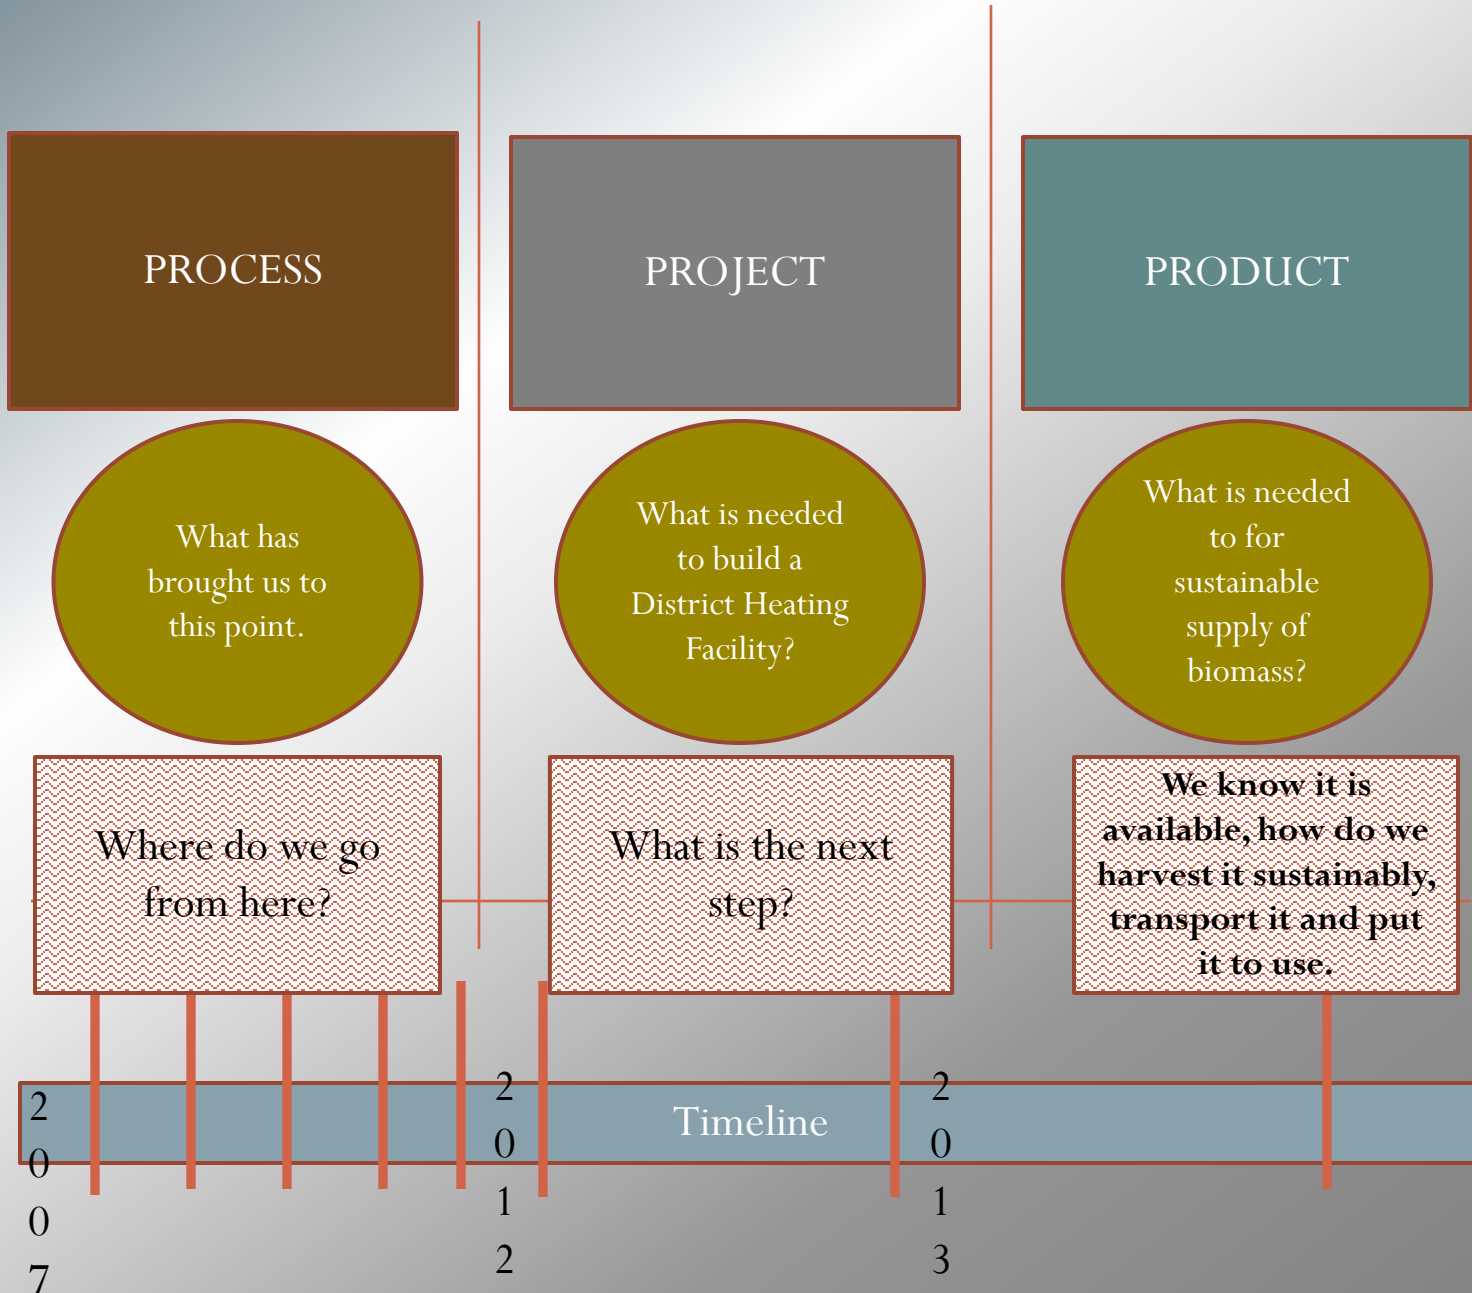 PROCESS
PROJECT
PRODUCT
What has
brought us to
this point.
What is needed
to build a
District Heating
Facility?
What is needed
to for
sustainable
supply of
biomass?
Where do we go
from here?
What is the next
step?
We know it is
available, how do we
harvest it sustainably,
transport it and put
it to use.
Timeline
2
0
0
7
2
0
1
2
2
0
1
3